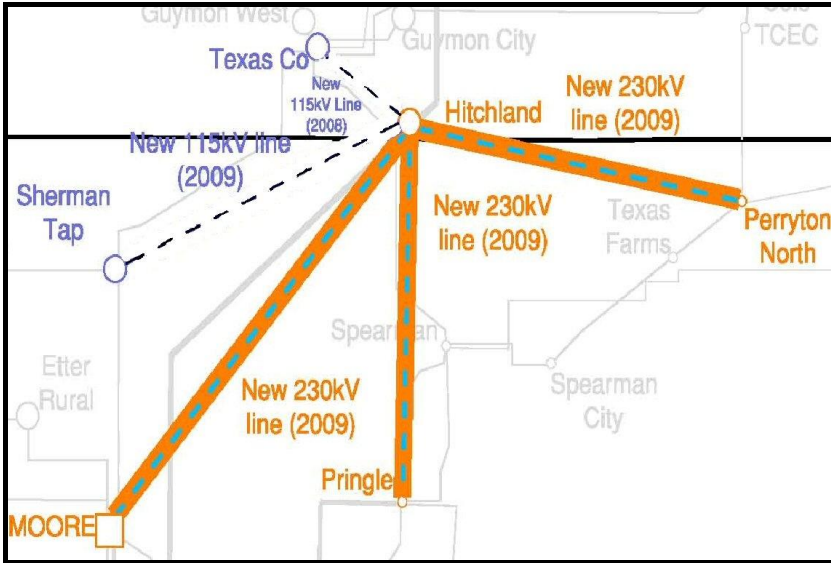 Guymon West
TCEC
Guymon City
Texas Co
New
115kV Line
(2008)
Hitchland
New 230kV
line (2009)
New 115kV line
(2009)
Sherman
Tap
New 230kV
line (2009)
Texas
Farms
Perryton
North
Spearman
Etter
Rural
New 230kV
line (2009)
Spearman
City
Pringle
MOORE